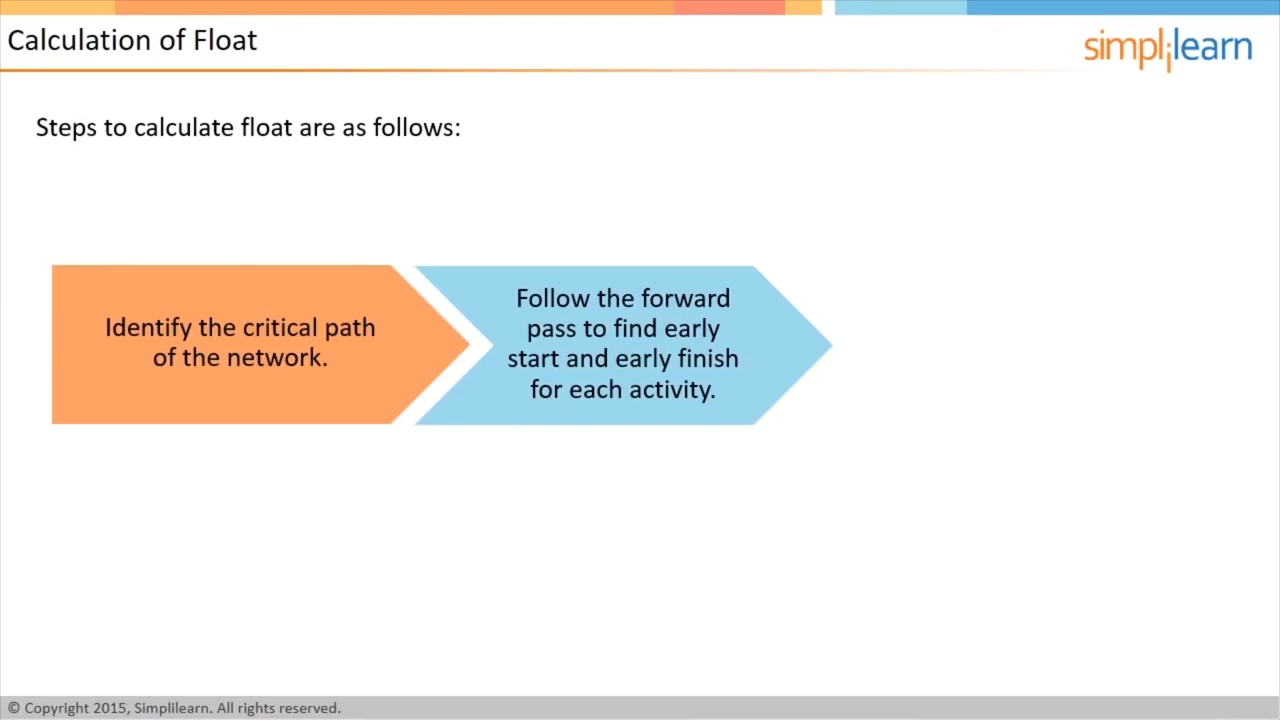 Calculation of Float
simplilearn
Steps to calculate float are as follows:
Identify the critical path
of the network.
Follow the forward
pass to find early
start and early finish
for each activity.
© Copyright 2015, Simplilearn. All rights reserved.